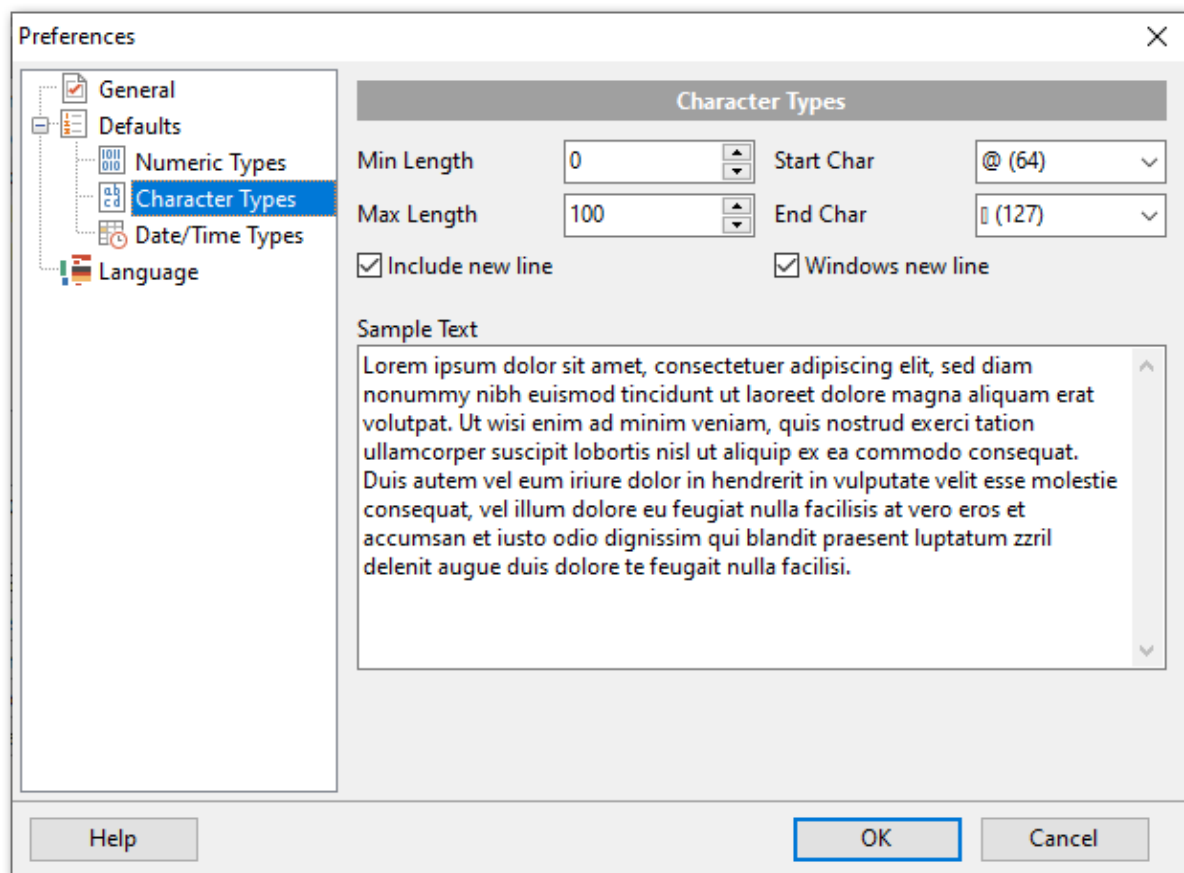 Preferences
General
Defaults
Numeric Types
Character Types
Date/Time Types
Language
Character Types
Min Length 0 Start Char @ (64)
Max Length 100 End Char ▯ (127)
Include new line Windows new line
Sample Text
Lorem ipsum dolor sit amet, consectetuer adipiscing elit, sed diam
nonummy nibh euismod tincidunt ut laoreet dolore magna aliquam erat
volutpat. Ut wisi enim ad minim veniam, quis nostrud exerci tation
ullamcorper suscipit lobortis nisl ut aliquip ex ea commodo consequat.
Duis autem vel eum iriure dolor in hendrerit in vulputate velit esse molestie
consequat, vel illum dolore eu feugiat nulla facilisis at vero eros et
accumsan et iusto odio dignissim qui blandit praesent luptatum zzril
delenit augue duis dolore te feugait nulla facilisi.
Help OK Cancel